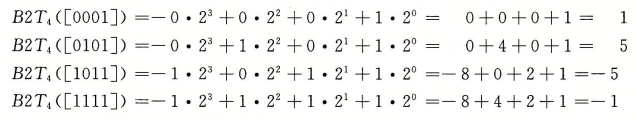 B2T₄([0001]) = −0·2³ + 0·2² + 0·2¹ + 1·2⁰ = 0+0+0+1 = 1
B2T₄([0101]) = −0·2³ + 1·2² + 0·2¹ + 1·2⁰ = 0+4+0+1 = 5
B2T₄([1011]) = −1·2³ + 0·2² + 1·2¹ + 1·2⁰ = −8+0+2+1 = −5
B2T₄([1111]) = −1·2³ + 1·2² + 1·2¹ + 1·2⁰ = −8+4+2+1 = −1